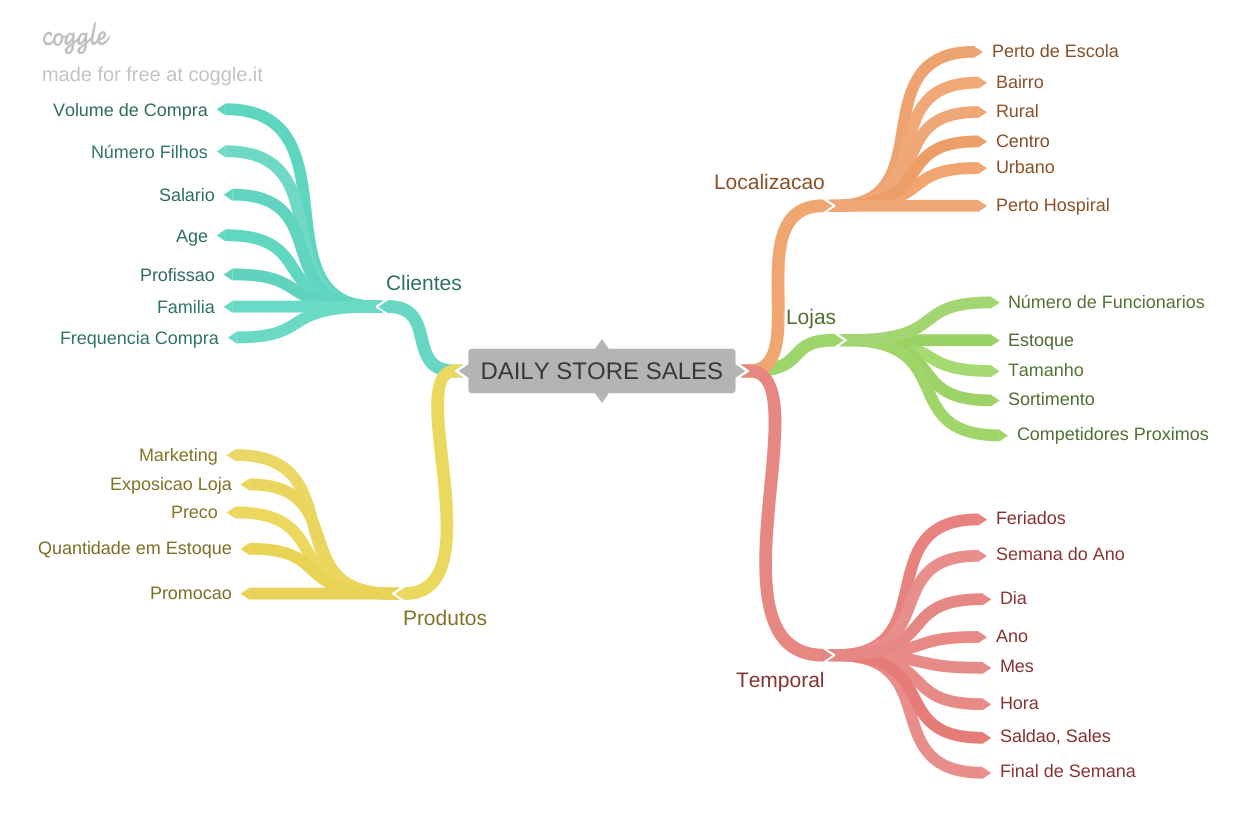 coggle
made for free at coggle.it
Volume de Compra
Número Filhos
Salario
Age
Profissao
Familia
Frequencia Compra
Clientes
Marketing
Exposicao Loja
Preco
Quantidade em Estoque
Promocao
Produtos
DAILY STORE SALES
Localizacao
Perto de Escola
Bairro
Rural
Centro
Urbano
Perto Hospiral
Lojas
Número de Funcionarios
Estoque
Tamanho
Sortimento
Competidores Proximos
Temporal
Feriados
Semana do Ano
Dia
Ano
Mes
Hora
Saldao, Sales
Final de Semana